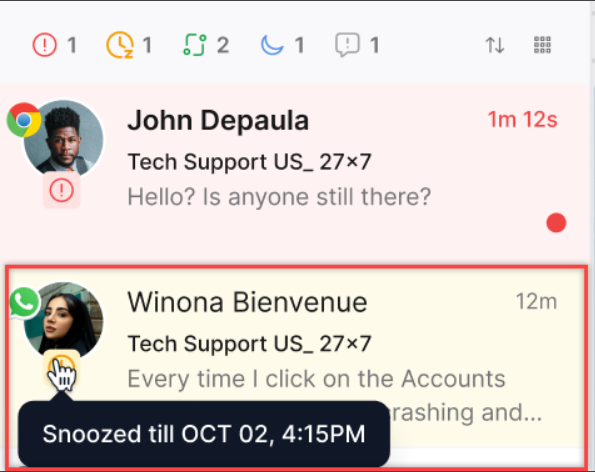 1 1 2 1 1
John Depaula 1m 12s
Tech Support US_ 27×7
Hello? Is anyone still there?
Winona Bienvenue 12m
Tech Support US_ 27×7
Every time I click on the Accounts
rashing and...
Snoozed till OCT 02, 4:15PM